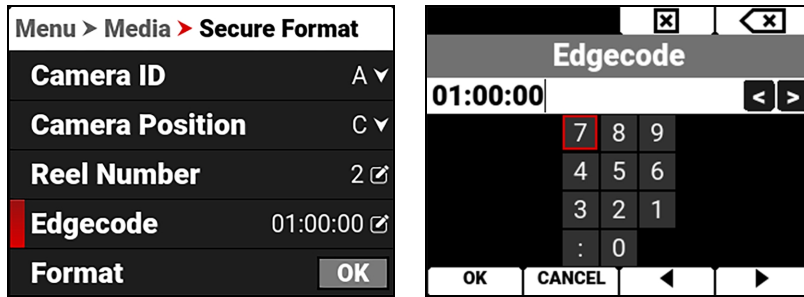 Menu > Media > Secure Format
Camera ID A
Camera Position C
Reel Number 2
Edgecode 01:00:00
Format OK
Edgecode
01:00:00 < >
7 8 9
4 5 6
3 2 1
: 0
OK CANCEL